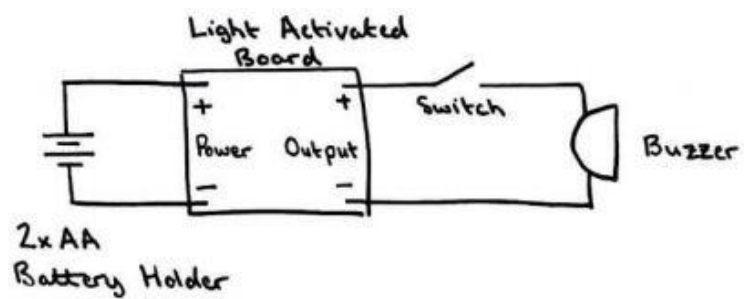 Light Activated
Board
+
+
Switch
Power
Output
Buzzer
-
-
2xAA
Battery Holder